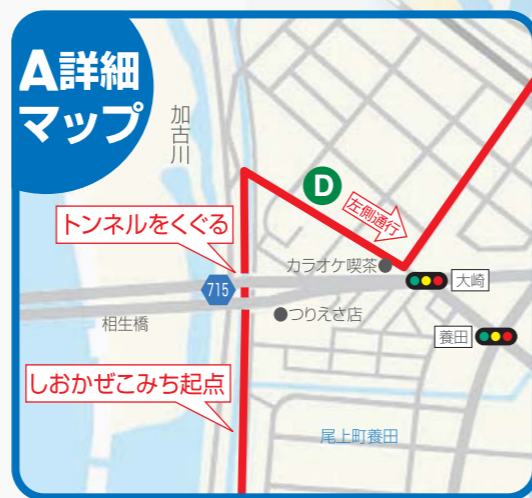 A詳細
マップ
加古川
D
左側通行
トンネルをくぐる
カラオケ喫茶
715
大崎
つりえさ店
相生橋
養田
しおかぜこみち起点
尾上町養田